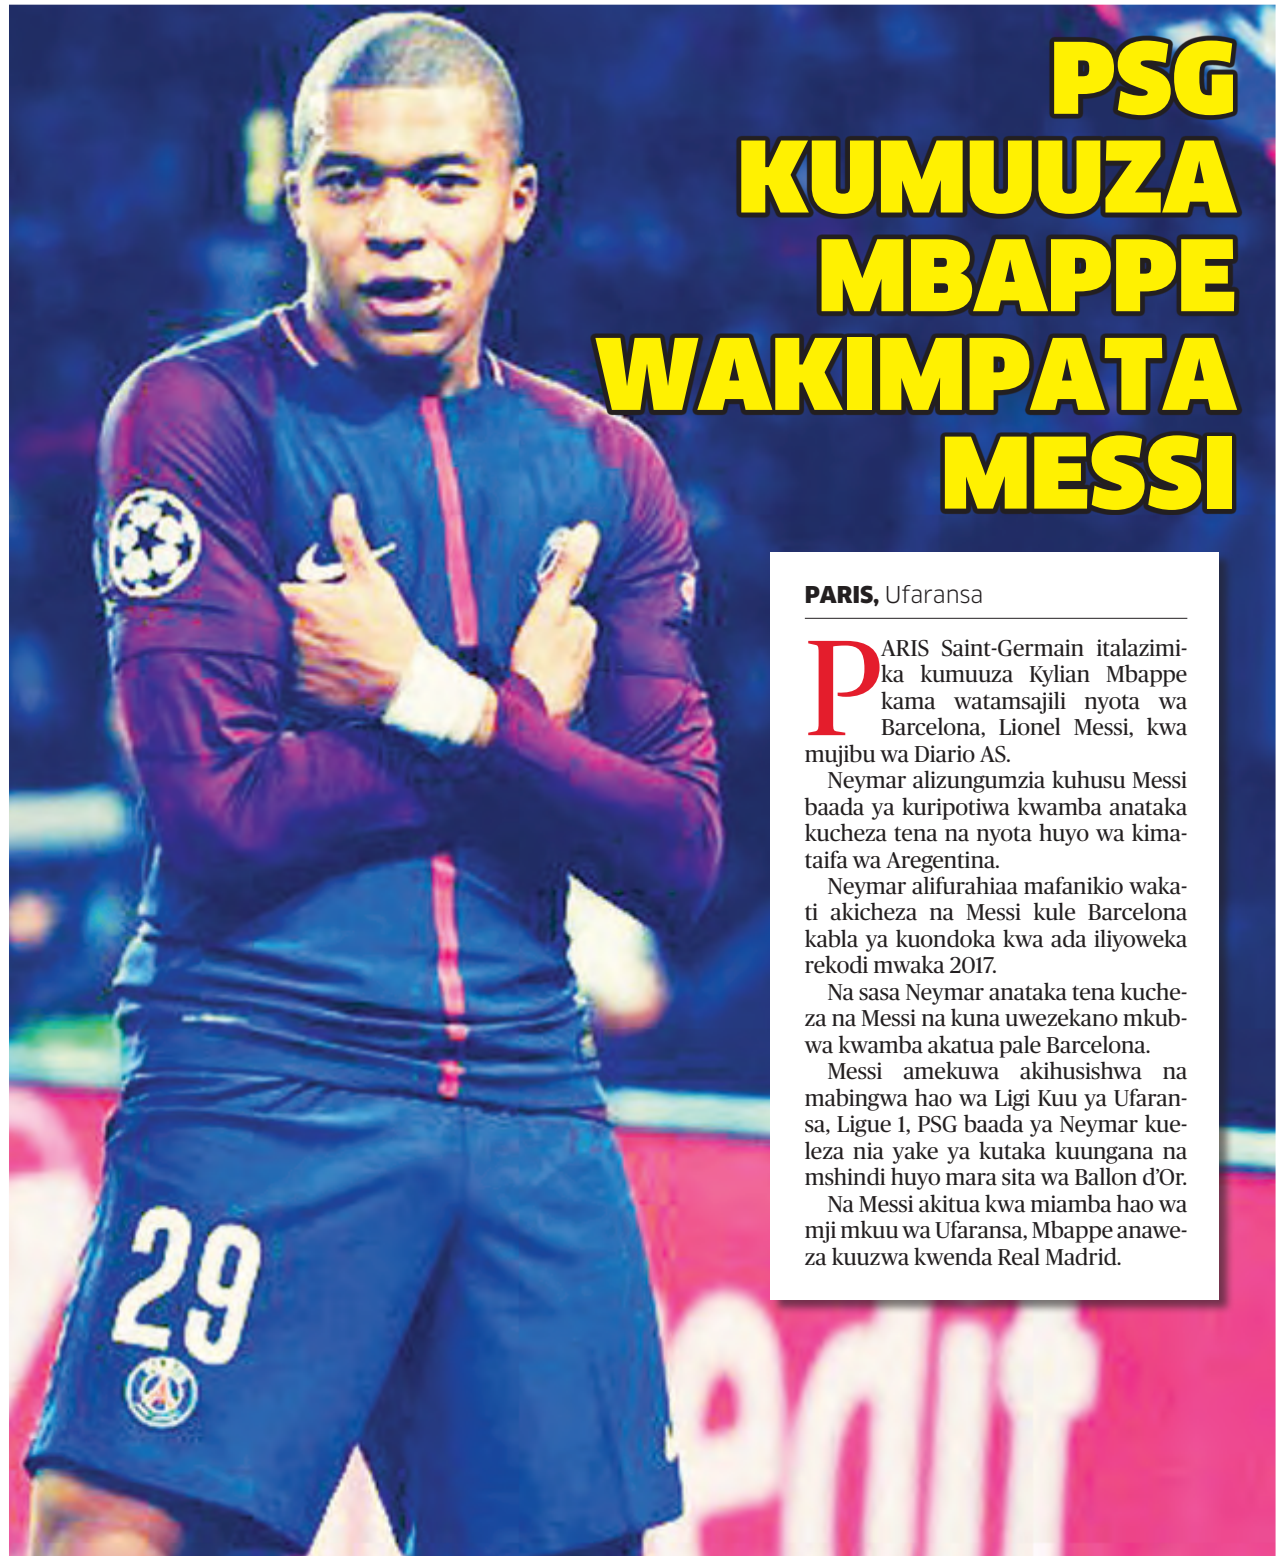 PSG
KUMUUZA
MBAPPE
WAKIMPATA
MESSI
PARIS, Ufaransa
PARIS Saint-Germain italazimi-
ka kumuuza Kylian Mbappe
kama watamsajili nyota wa
Barcelona, Lionel Messi, kwa
mujibu wa Diario AS.
Neymar alizungumzia kuhusu Messi
baada ya kuripotiwa kwamba anataka
kucheza tena na nyota huyo wa kima-
taifa wa Aregentina.
Neymar alifurahiaa mafanikio waka-
ti akicheza na Messi kule Barcelona
kabla ya kuondoka kwa ada iliyoweka
rekodi mwaka 2017.
Na sasa Neymar anataka tena kuche-
za na Messi na kuna uwezekano mkub-
wa kwamba akatua pale Barcelona.
Messi amekuwa akihusishwa na
mabingwa hao wa Ligi Kuu ya Ufaran-
sa, Ligue 1, PSG baada ya Neymar kue-
leza nia yake ya kutaka kuungana na
mshindi huyo mara sita wa Ballon d'Or.
Na Messi akitua kwa miamba hao wa
mji mkuu wa Ufaransa, Mbappe anawe-
za kuuzwa kwenda Real Madrid.
29
edit